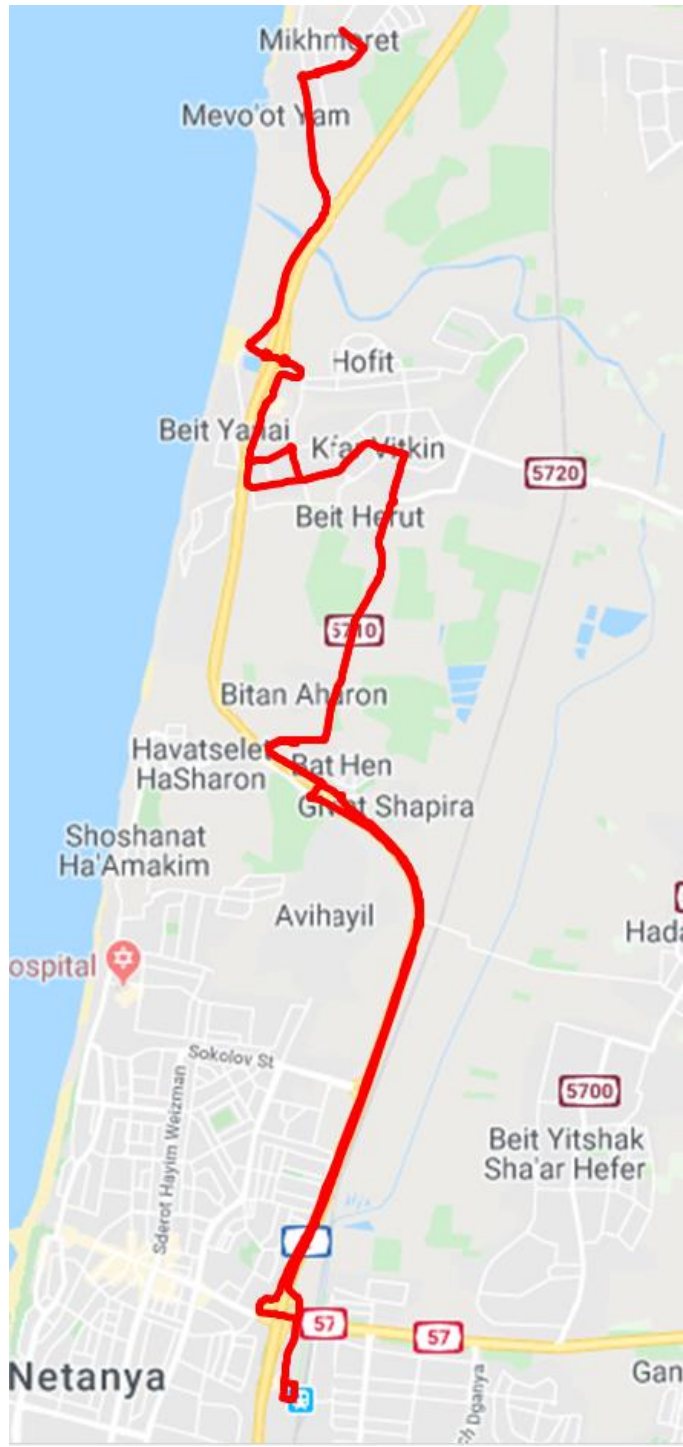 Mikhmoret
Mevo'ot Yam
Hofit
Beit Yanai
Kfar Vitkin
5720
Beit Herut
5710
Bitan Aharon
Havatselet
HaSharon
Bat Hen
Givat Shapira
Shoshanat
Ha'Amakim
Avihayil
Hada
ospital
Sokolov St
Sderot Hayim Weizman
5700
Beit Yitshak
Sha'ar Hefer
57
57
Netanya
Gan
Dganya